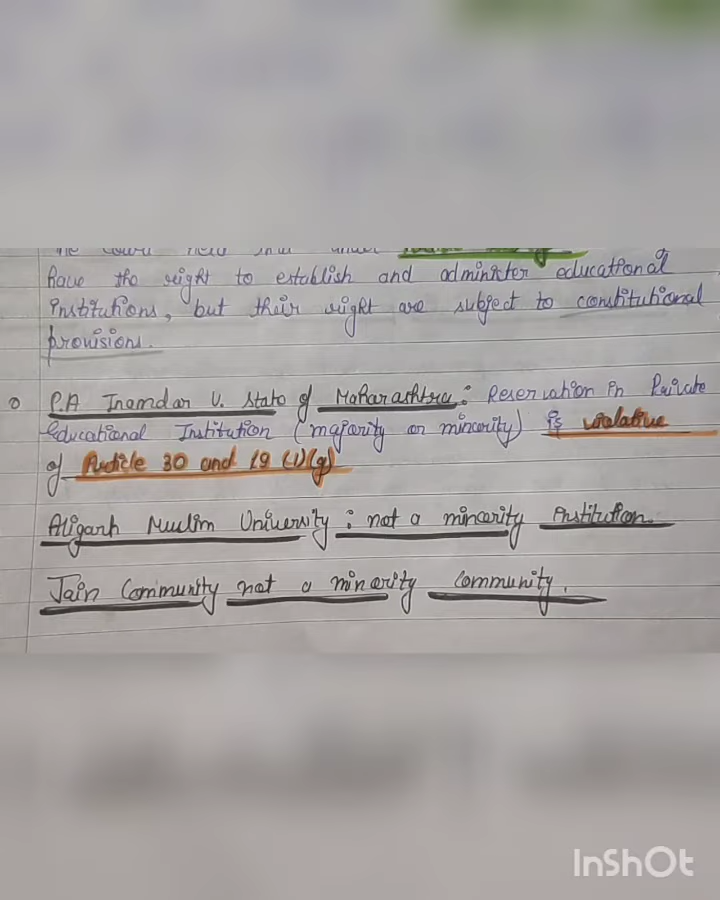 have the right to establish and administer educational
institutions, but their right are subject to constitutional
provisions.
P.A Inamdar V. State of Maharashtra: Reservation in Private
Educational Institution (majority or minority) is violative
of Article 30 and 19 (1)(g)
Aligarh Muslim University: not a minority Institution.
Jain Community not a minority community.
InShOt